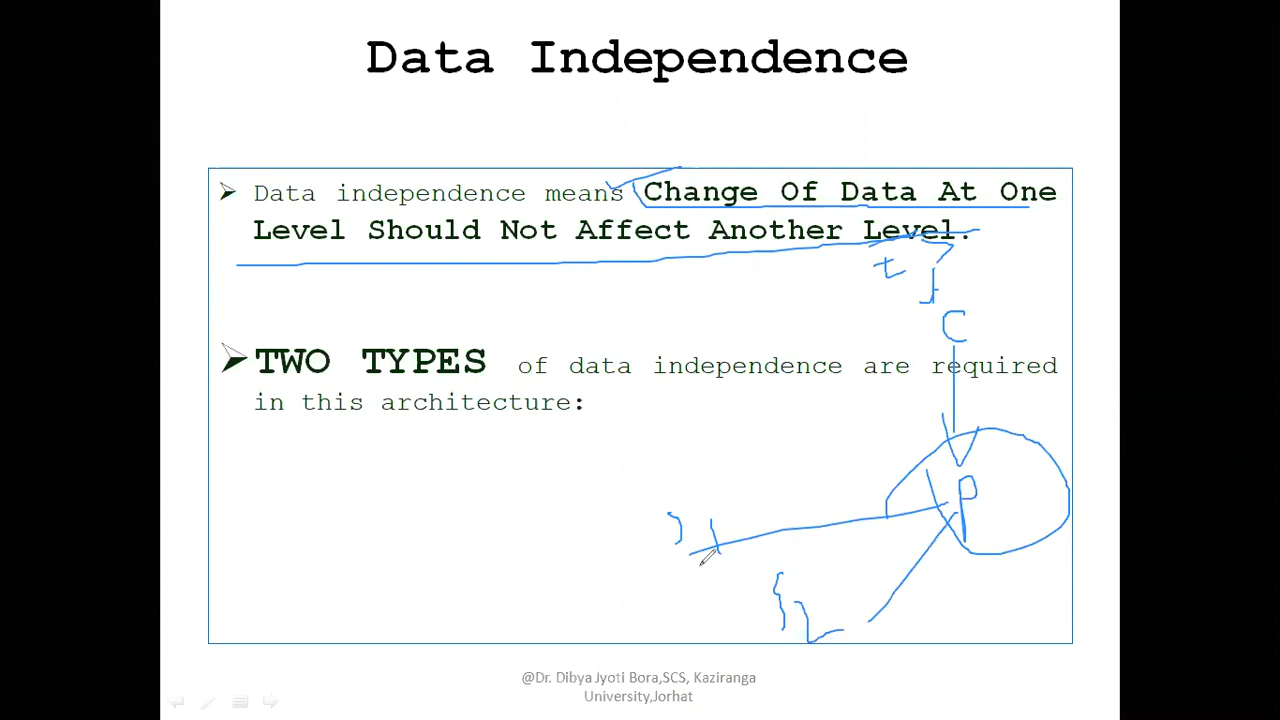 Data Independence
Data independence means Change Of Data At One
Level Should Not Affect Another Level.
C
TWO TYPES of data independence are required
in this architecture:
P
@Dr. Dibya Jyoti Bora,SCS, Kaziranga
University,Jorhat